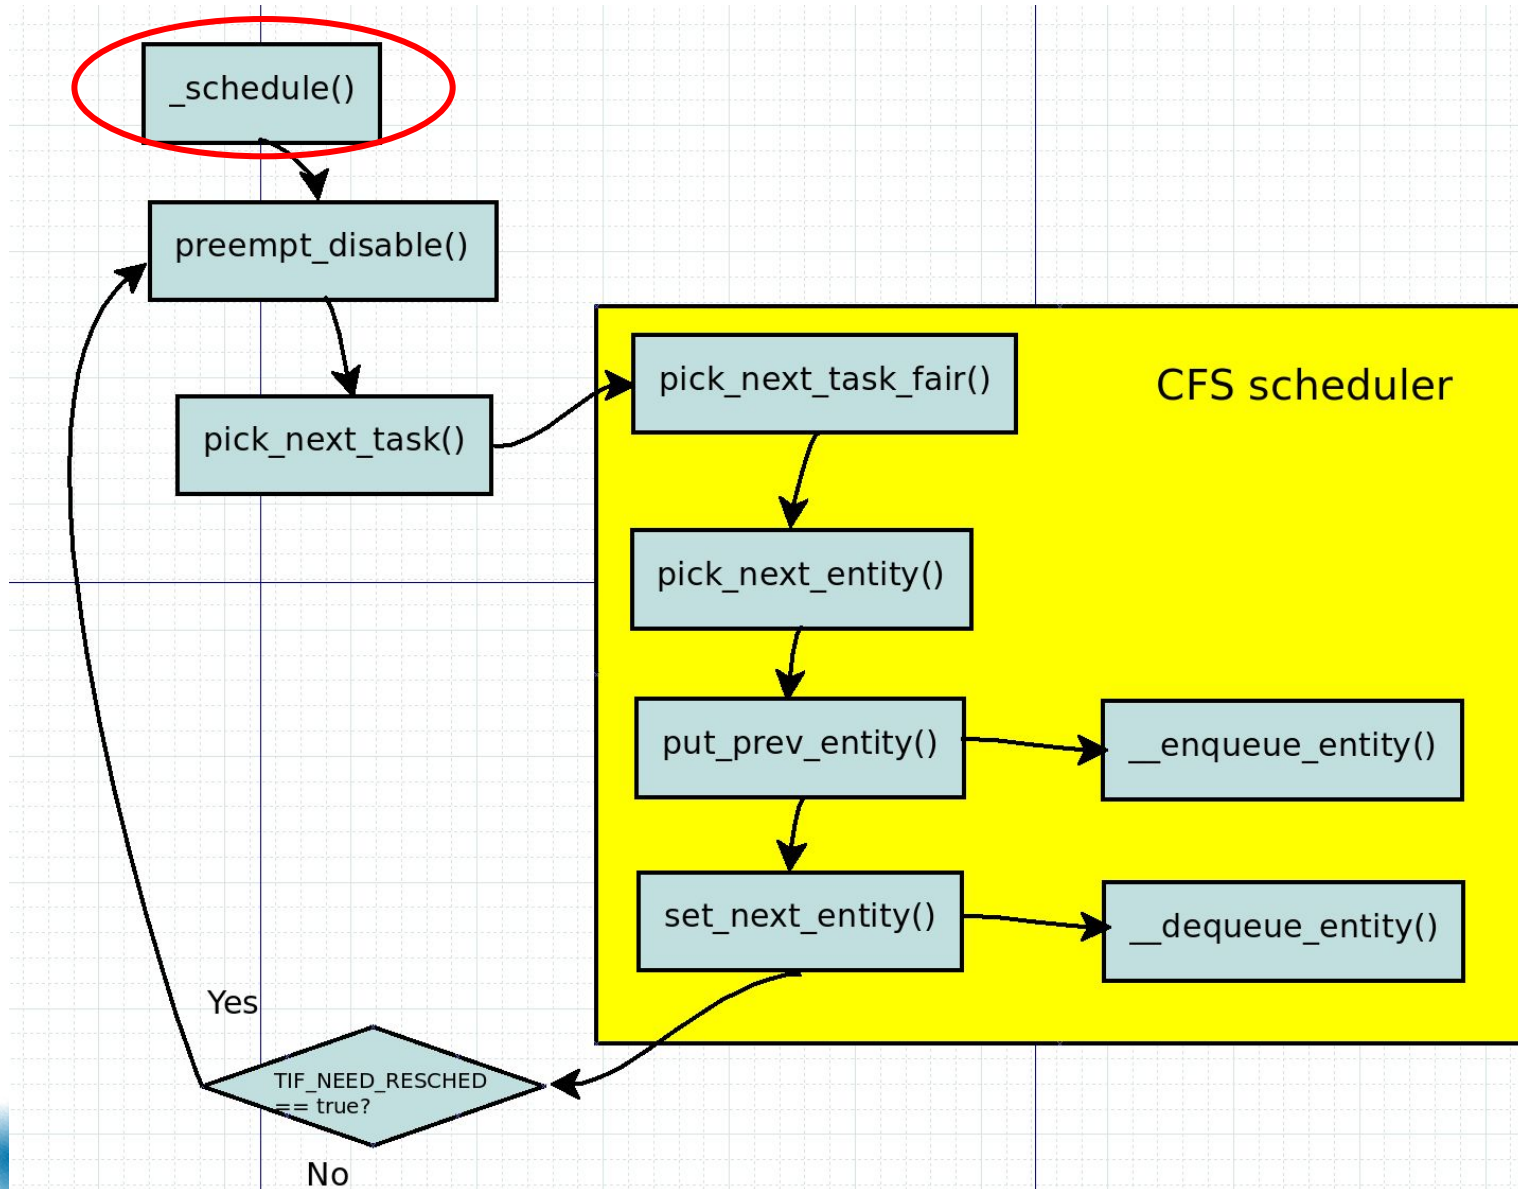 _schedule()
preempt_disable()
pick_next_task()
pick_next_task_fair()
CFS scheduler
pick_next_entity()
put_prev_entity()
__enqueue_entity()
set_next_entity()
__dequeue_entity()
Yes
TIF_NEED_RESCHED
== true?
No